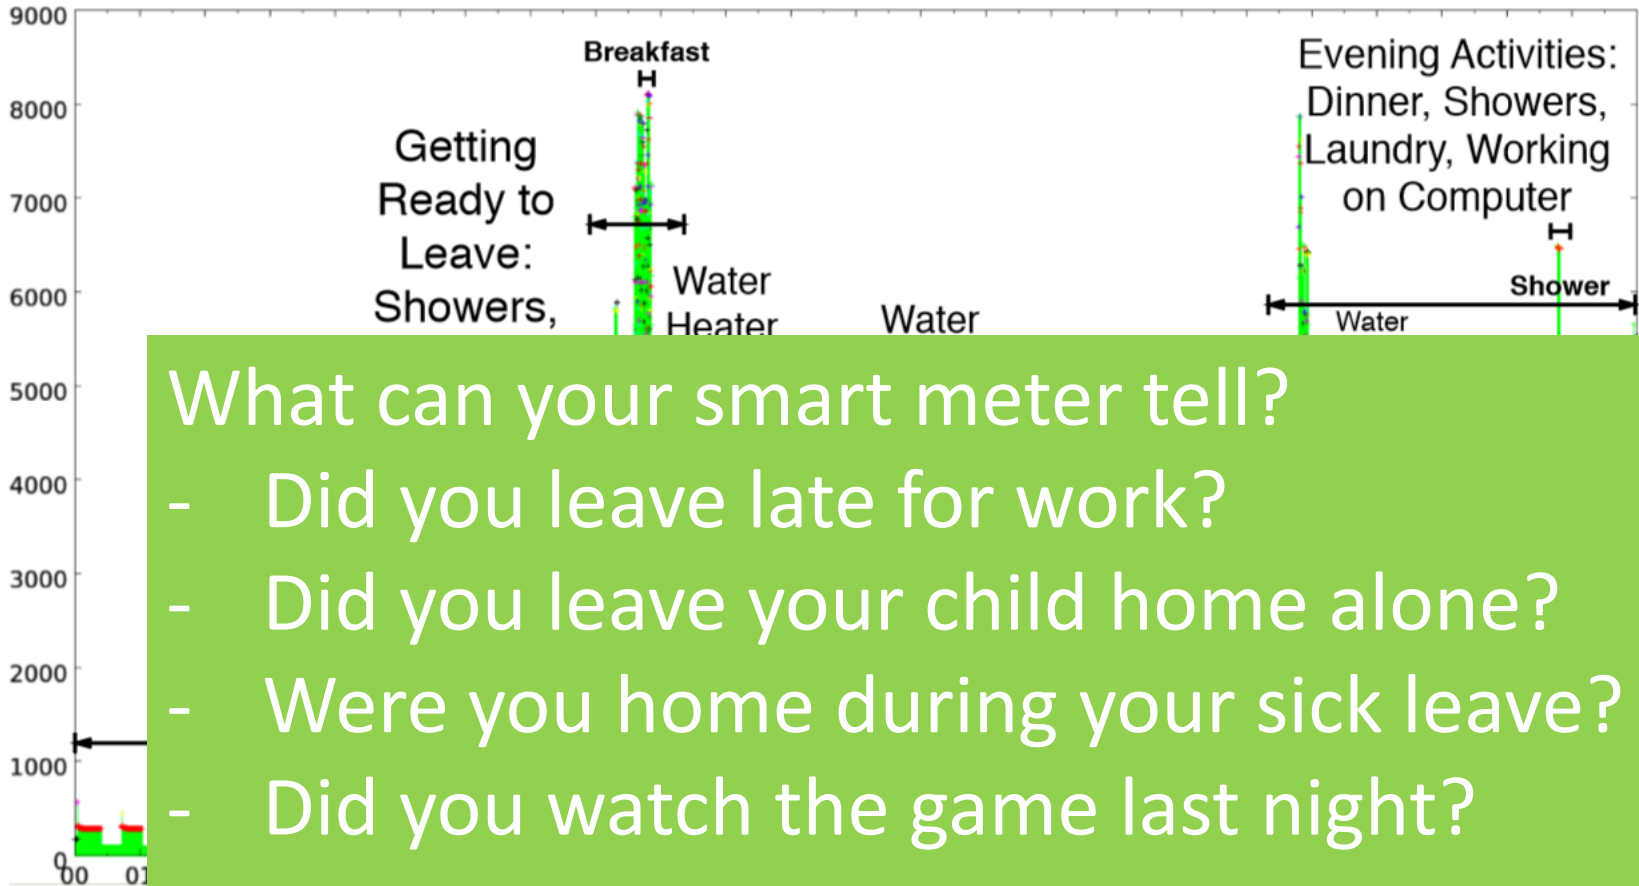 9000
8000
7000
6000
5000
4000
3000
2000
1000
0
00 01
Breakfast
Getting
Ready to
Leave:
Showers,
Water
Heater
Water
Evening Activities:
Dinner, Showers,
Laundry, Working
on Computer
Shower
Water
What can your smart meter tell?
- Did you leave late for work?
- Did you leave your child home alone?
- Were you home during your sick leave?
- Did you watch the game last night?